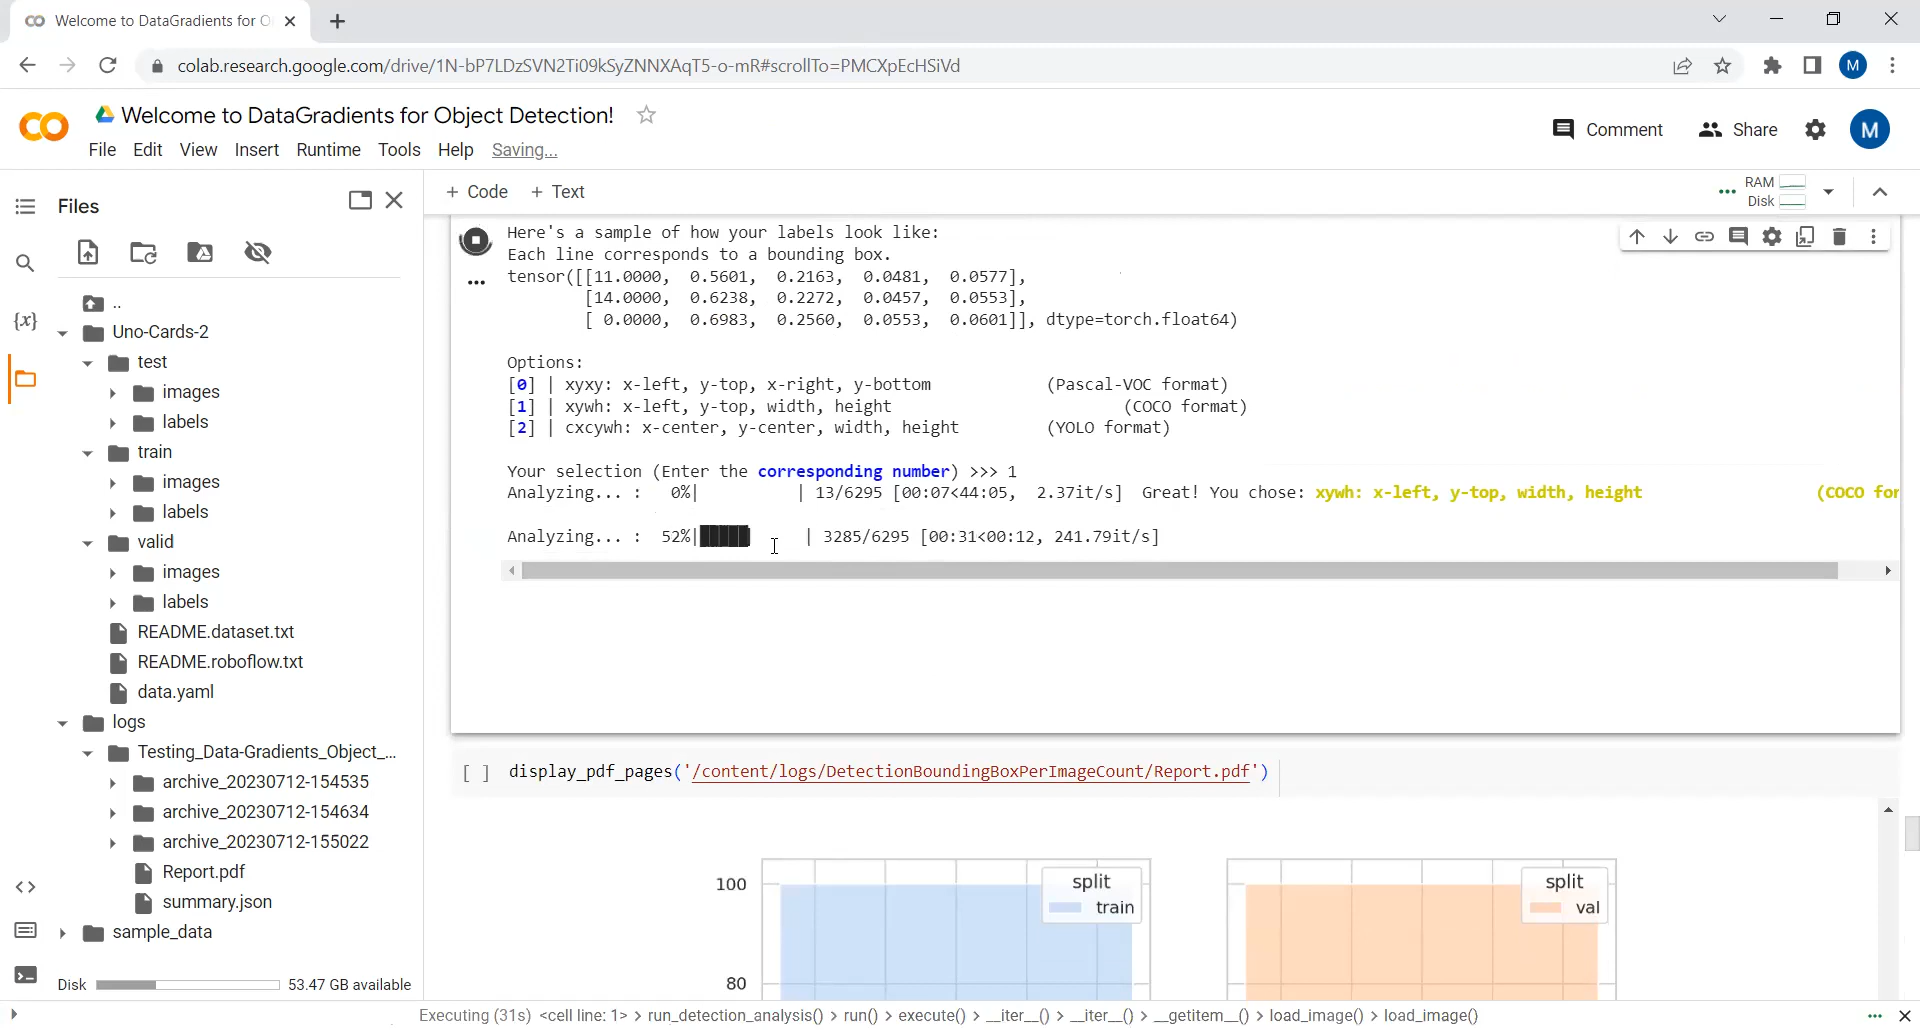 Welcome to DataGradients for O
colab.research.google.com/drive/1N-bP7LDzSVN2Ti09kSyZNNXAqT5-o-mR#scrollTo=PMCXpEcHSiVd
M
Welcome to DataGradients for Object Detection!
Comment
Share
M
File Edit View Insert Runtime Tools Help Saving...
Files
+ Code + Text
RAM
Disk
..
Uno-Cards-2
test
images
labels
train
images
labels
valid
images
labels
README.dataset.txt
README.roboflow.txt
data.yaml
logs
Testing_Data-Gradients_Object_...
archive_20230712-154535
archive_20230712-154634
archive_20230712-155022
Report.pdf
summary.json
sample_data
Disk 53.47 GB available
Here's a sample of how your labels look like:
Each line corresponds to a bounding box.
tensor([[11.0000, 0.5601, 0.2163, 0.0481, 0.0577],
[14.0000, 0.6238, 0.2272, 0.0457, 0.0553],
[ 0.0000, 0.6983, 0.2560, 0.0553, 0.0601]], dtype=torch.float64)
Options:
[0] | xyxy: x-left, y-top, x-right, y-bottom (Pascal-VOC format)
[1] | xywh: x-left, y-top, width, height (COCO format)
[2] | cxcywh: x-center, y-center, width, height (YOLO format)
Your selection (Enter the corresponding number) >>> 1
Analyzing... : 0%| | 13/6295 [00:07<44:05, 2.37it/s] Great! You chose: xywh: x-left, y-top, width, height (COCO for
Analyzing... : 52%|█████ | 3285/6295 [00:31<00:12, 241.79it/s]
[ ] display_pdf_pages('/content/logs/DetectionBoundingBoxPerImageCount/Report.pdf')
100
80
split
train
split
val
Executing (31s) <cell line: 1> > run_detection_analysis() > run() > execute() > __iter__() > __iter__() > __getitem__() > load_image() > load_image()